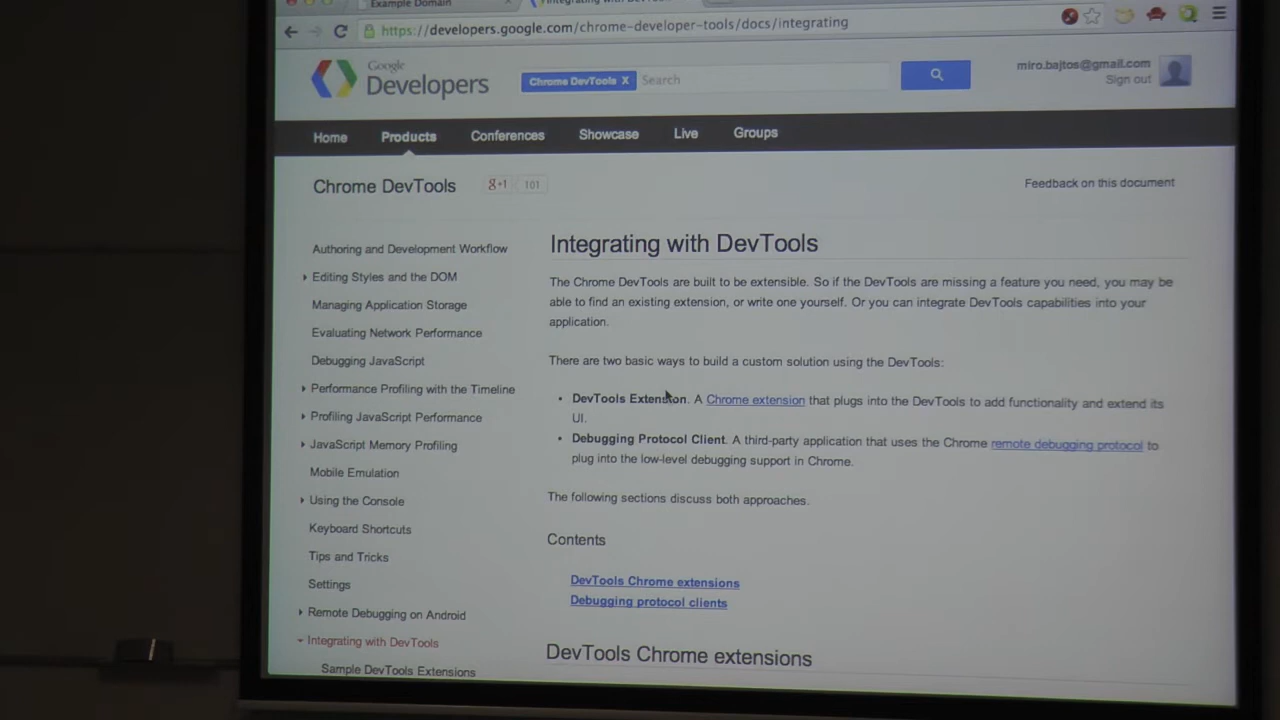 Example Domain
https://developers.google.com/chrome-developer-tools/docs/integrating
Google
Developers
Chrome DevTools X
Search
miro.bajtos@gmail.com
Sign out
Home Products Conferences Showcase Live Groups
Chrome DevTools
g+1 101
Feedback on this document
Authoring and Development Workflow
Editing Styles and the DOM
Managing Application Storage
Evaluating Network Performance
Debugging JavaScript
Performance Profiling with the Timeline
Profiling JavaScript Performance
JavaScript Memory Profiling
Mobile Emulation
Using the Console
Keyboard Shortcuts
Tips and Tricks
Settings
Remote Debugging on Android
Integrating with DevTools
Sample DevTools Extensions
Integrating with DevTools
The Chrome DevTools are built to be extensible. So if the DevTools are missing a feature you need, you may be
able to find an existing extension, or write one yourself. Or you can integrate DevTools capabilities into your
application.
There are two basic ways to build a custom solution using the DevTools:
• DevTools Extension. A Chrome extension that plugs into the DevTools to add functionality and extend its
UI.
• Debugging Protocol Client. A third-party application that uses the Chrome remote debugging protocol to
plug into the low-level debugging support in Chrome.
The following sections discuss both approaches.
Contents
DevTools Chrome extensions
Debugging protocol clients
DevTools Chrome extensions